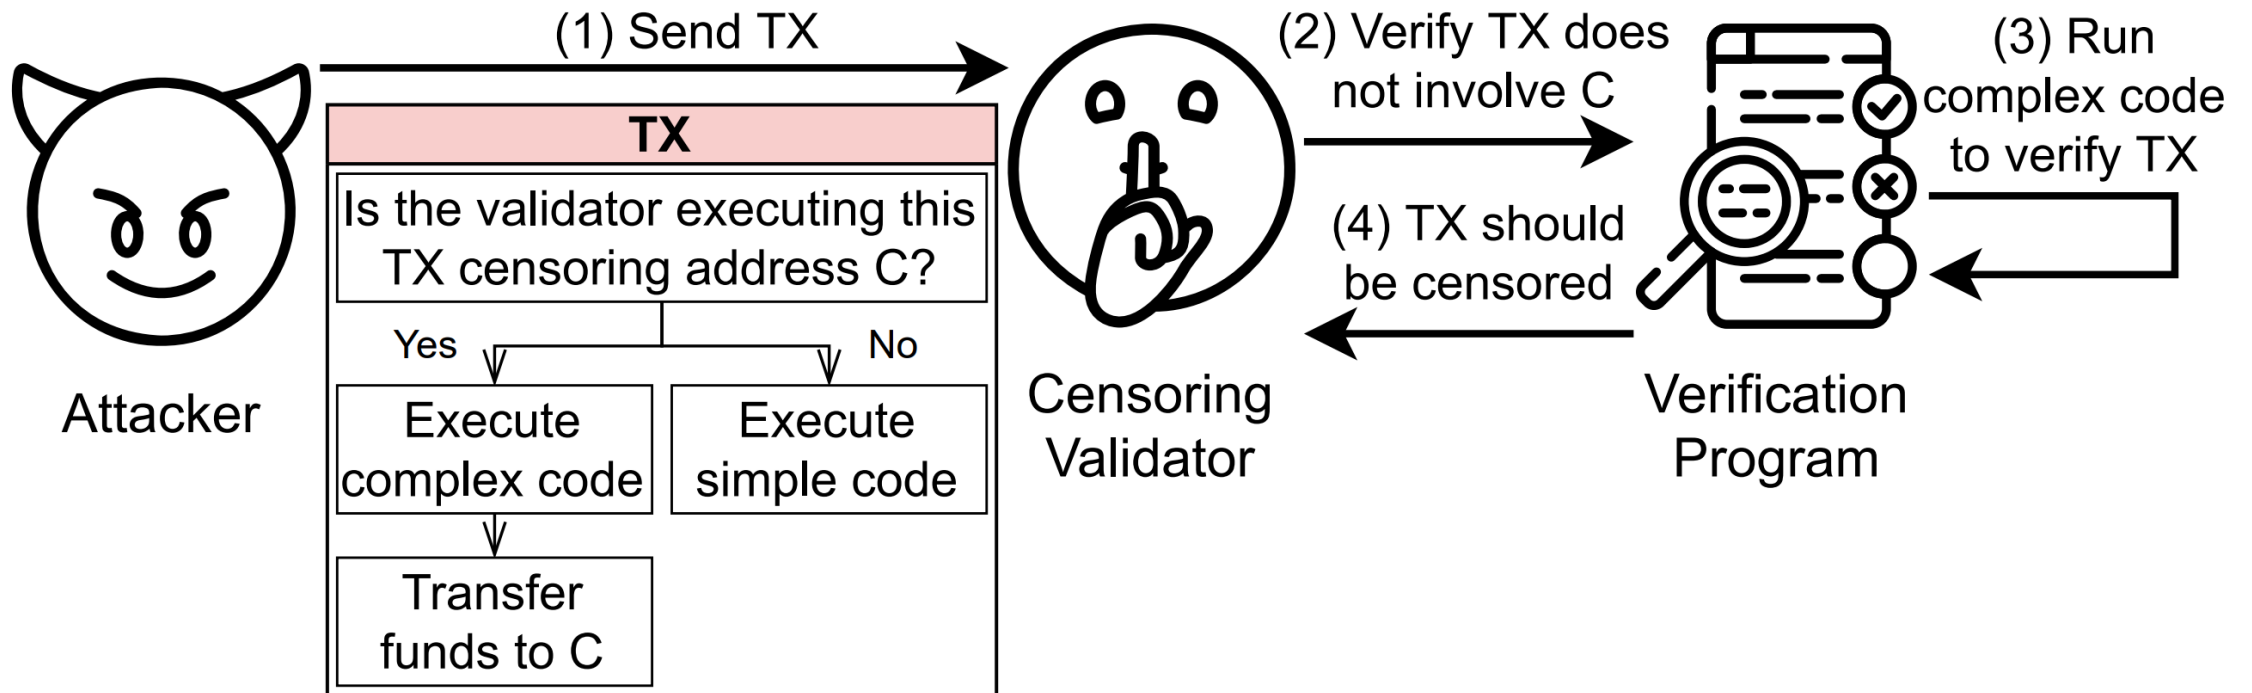 (1) Send TX
TX
Is the validator executing this
TX censoring address C?
Yes
No
Execute
complex code
Execute
simple code
Transfer
funds to C
Attacker
(2) Verify TX does
not involve C
(4) TX should
be censored
Censoring
Validator
(3) Run
complex code
to verify TX
Verification
Program